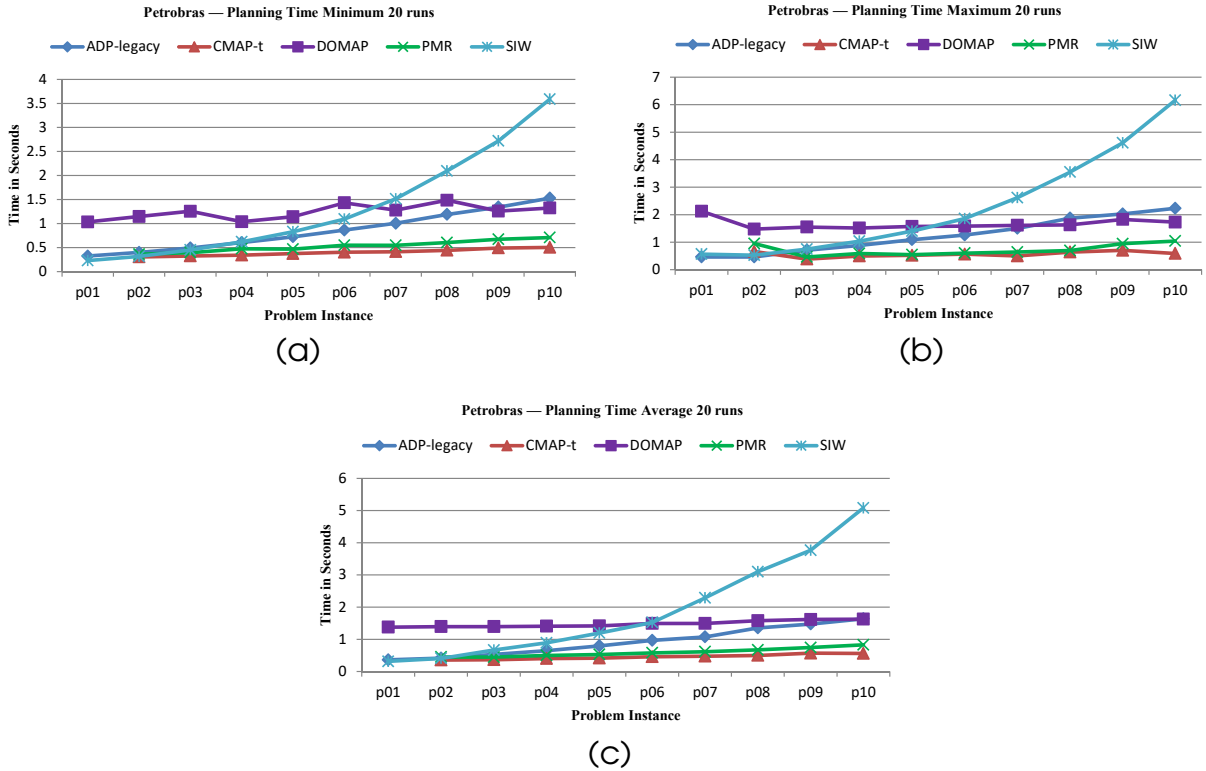 Petrobras — Planning Time Minimum 20 runs
ADP-legacy CMAP-t DOMAP PMR SIW
Time in Seconds
4
3.5
3
2.5
2
1.5
1
0.5
0
p01 p02 p03 p04 p05 p06 p07 p08 p09 p10
Problem Instance
(a)
Petrobras — Planning Time Maximum 20 runs
ADP-legacy CMAP-t DOMAP PMR SIW
Time in Seconds
7
6
5
4
3
2
1
0
p01 p02 p03 p04 p05 p06 p07 p08 p09 p10
Problem Instance
(b)
Petrobras — Planning Time Average 20 runs
ADP-legacy CMAP-t DOMAP PMR SIW
Time in Seconds
6
5
4
3
2
1
0
p01 p02 p03 p04 p05 p06 p07 p08 p09 p10
Problem Instance
(c)